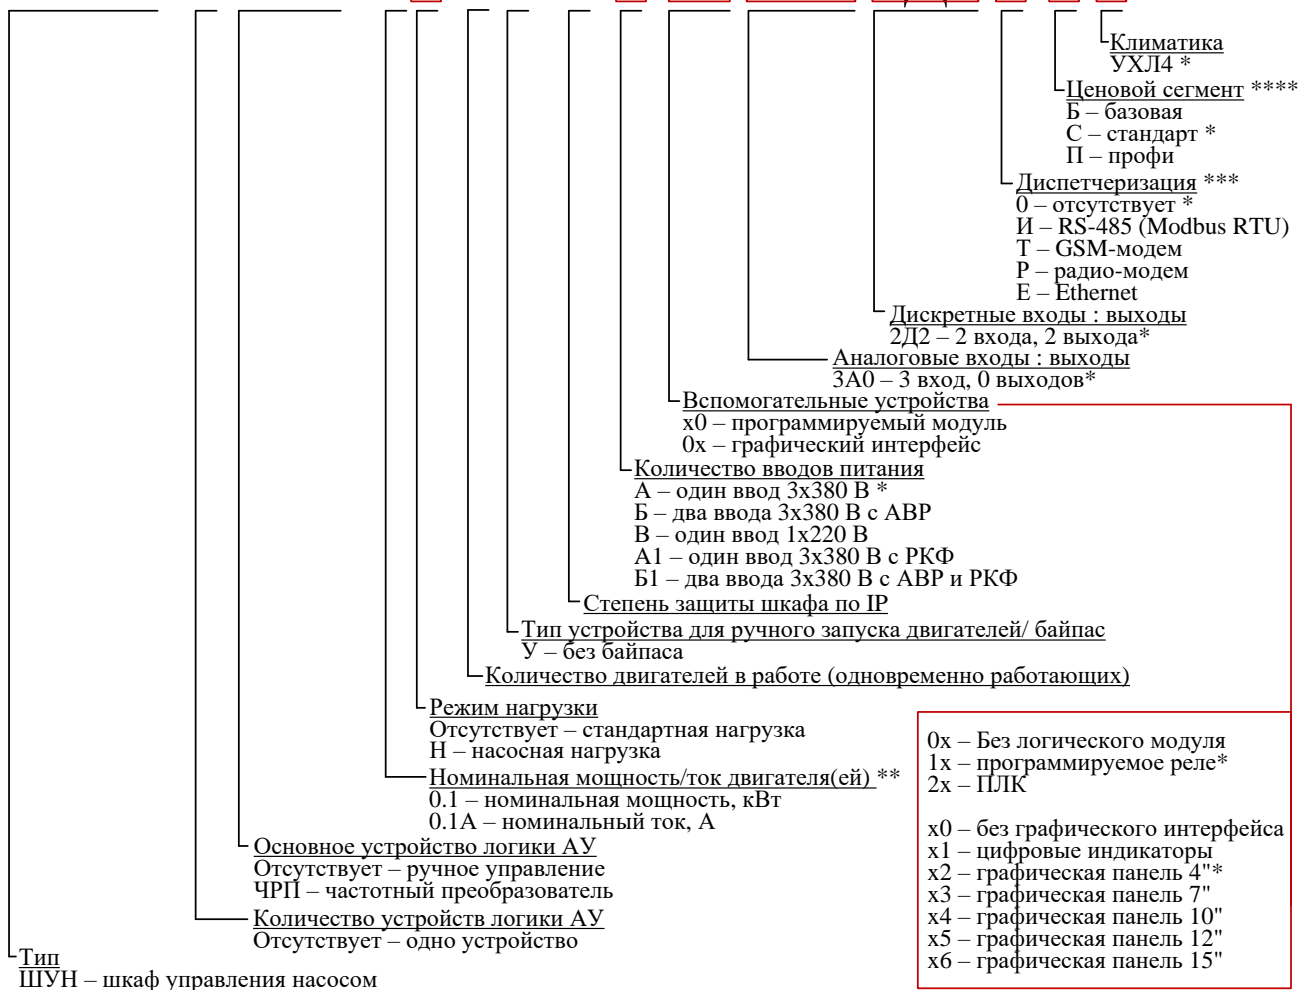 Климатика
УХЛ4 *
Ценовой сегмент ****
Б – базовая
С – стандарт *
П – профи
Диспетчеризация ***
0 – отсутствует *
И – RS-485 (Modbus RTU)
Т – GSM-модем
Р – радио-модем
Е – Ethernet
Дискретные входы : выходы
2Д2 – 2 входа, 2 выхода*
Аналоговые входы : выходы
3А0 – 3 вход, 0 выходов*
Вспомогательные устройства
х0 – программируемый модуль
0х – графический интерфейс
Количество вводов питания
А – один ввод 3х380 В *
Б – два ввода 3х380 В с АВР
В – один ввод 1х220 В
А1 – один ввод 3х380 В с РКФ
Б1 – два ввода 3х380 В с АВР и РКФ
Степень защиты шкафа по IP
Тип устройства для ручного запуска двигателей/ байпас
У – без байпаса
Количество двигателей в работе (одновременно работающих)
Режим нагрузки
Отсутствует – стандартная нагрузка
Н – насосная нагрузка
Номинальная мощность/ток двигателя(ей) **
0.1 – номинальная мощность, кВт
0.1А – номинальный ток, А
Основное устройство логики АУ
Отсутствует – ручное управление
ЧРП – частотный преобразователь
Количество устройств логики АУ
Отсутствует – одно устройство
Тип
ШУН – шкаф управления насосом
0х – Без логического модуля
1х – программируемое реле*
2х – ПЛК
х0 – без графического интерфейса
х1 – цифровые индикаторы
х2 – графическая панель 4"*
х3 – графическая панель 7"
х4 – графическая панель 10"
х5 – графическая панель 12"
х6 – графическая панель 15"